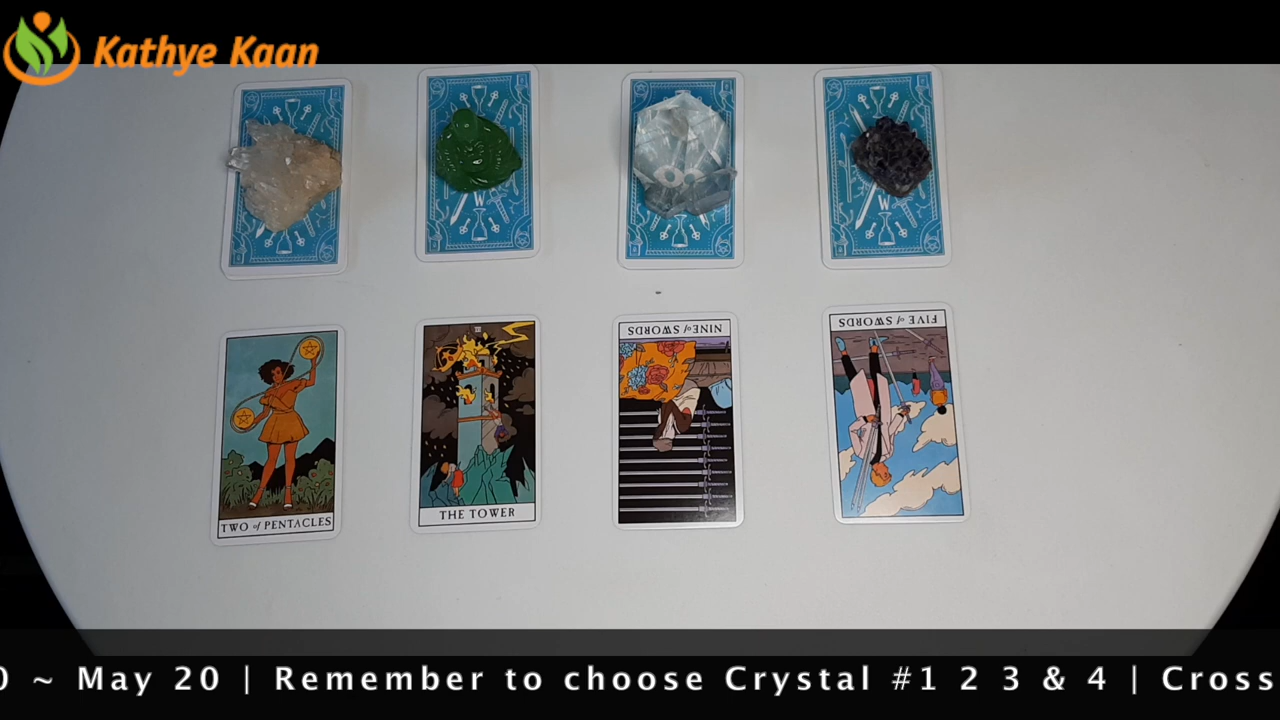 Kathye Kaan
W
W
TWO of PENTACLES
THE TOWER
NINE of SWORDS
FIVE of SWORDS
0 ~ May 20 | Remember to choose Crystal #1 2 3 & 4 | Cross